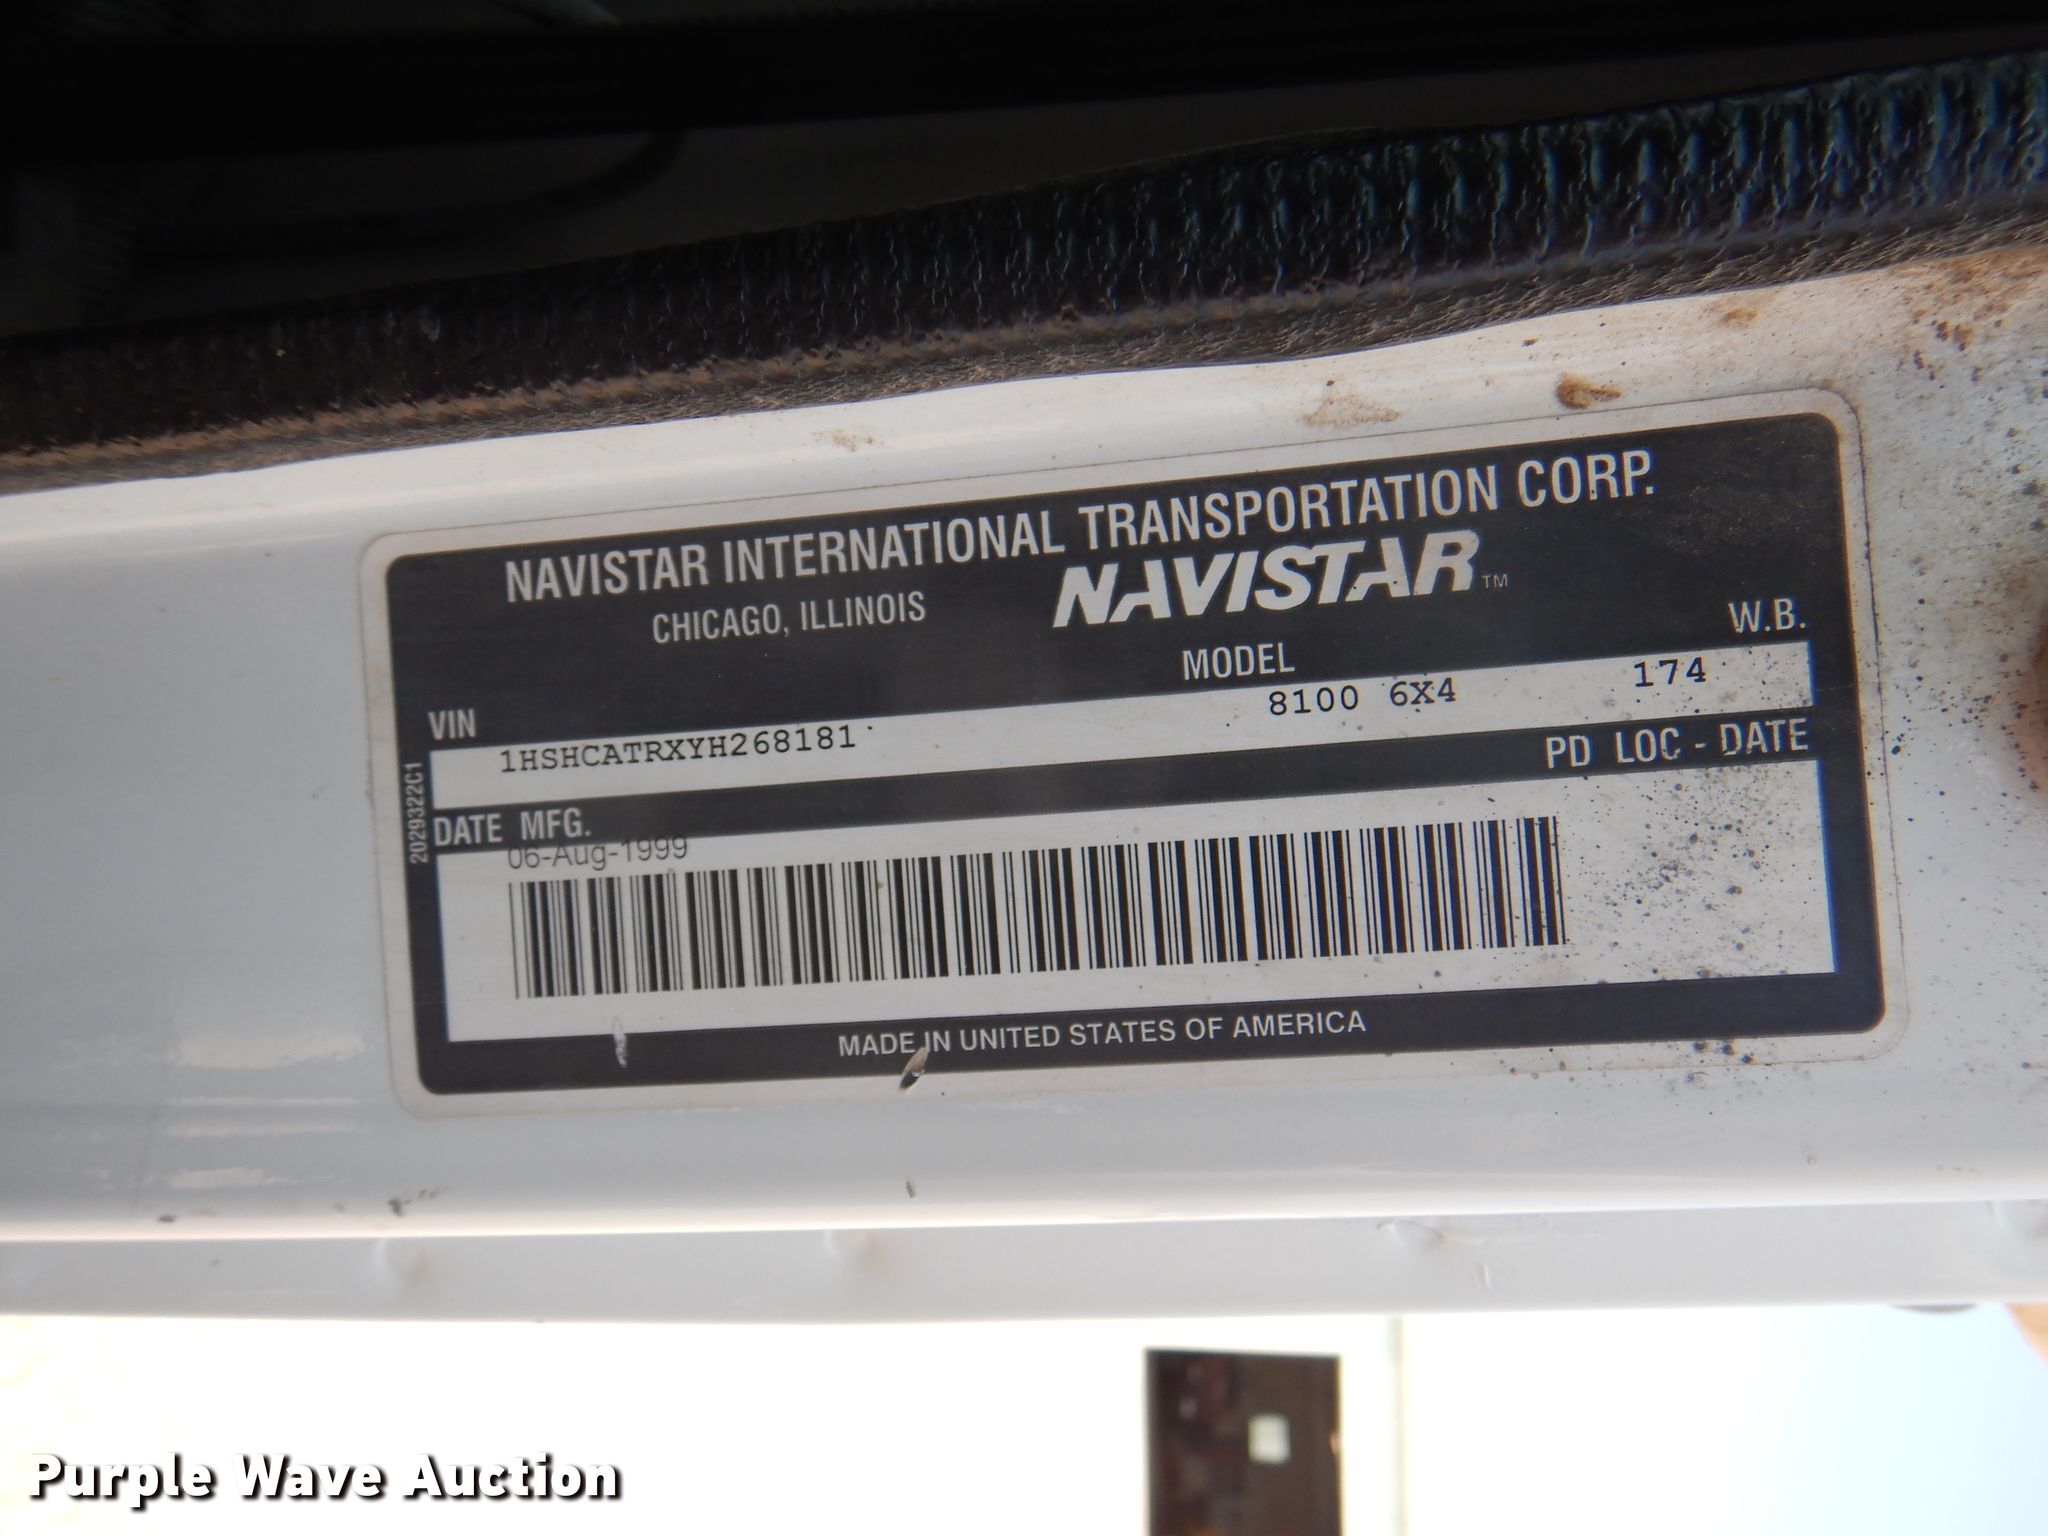 NAVISTAR INTERNATIONAL TRANSPORTATION CORP.
CHICAGO, ILLINOIS
NAVISTAR™
VIN
MODEL
W.B.
1HSHCATRXYH268181
8100 6X4
174
2029322C1
DATE MFG.
PD LOC - DATE
06-Aug-1999
MADE IN UNITED STATES OF AMERICA
Purple Wave Auction